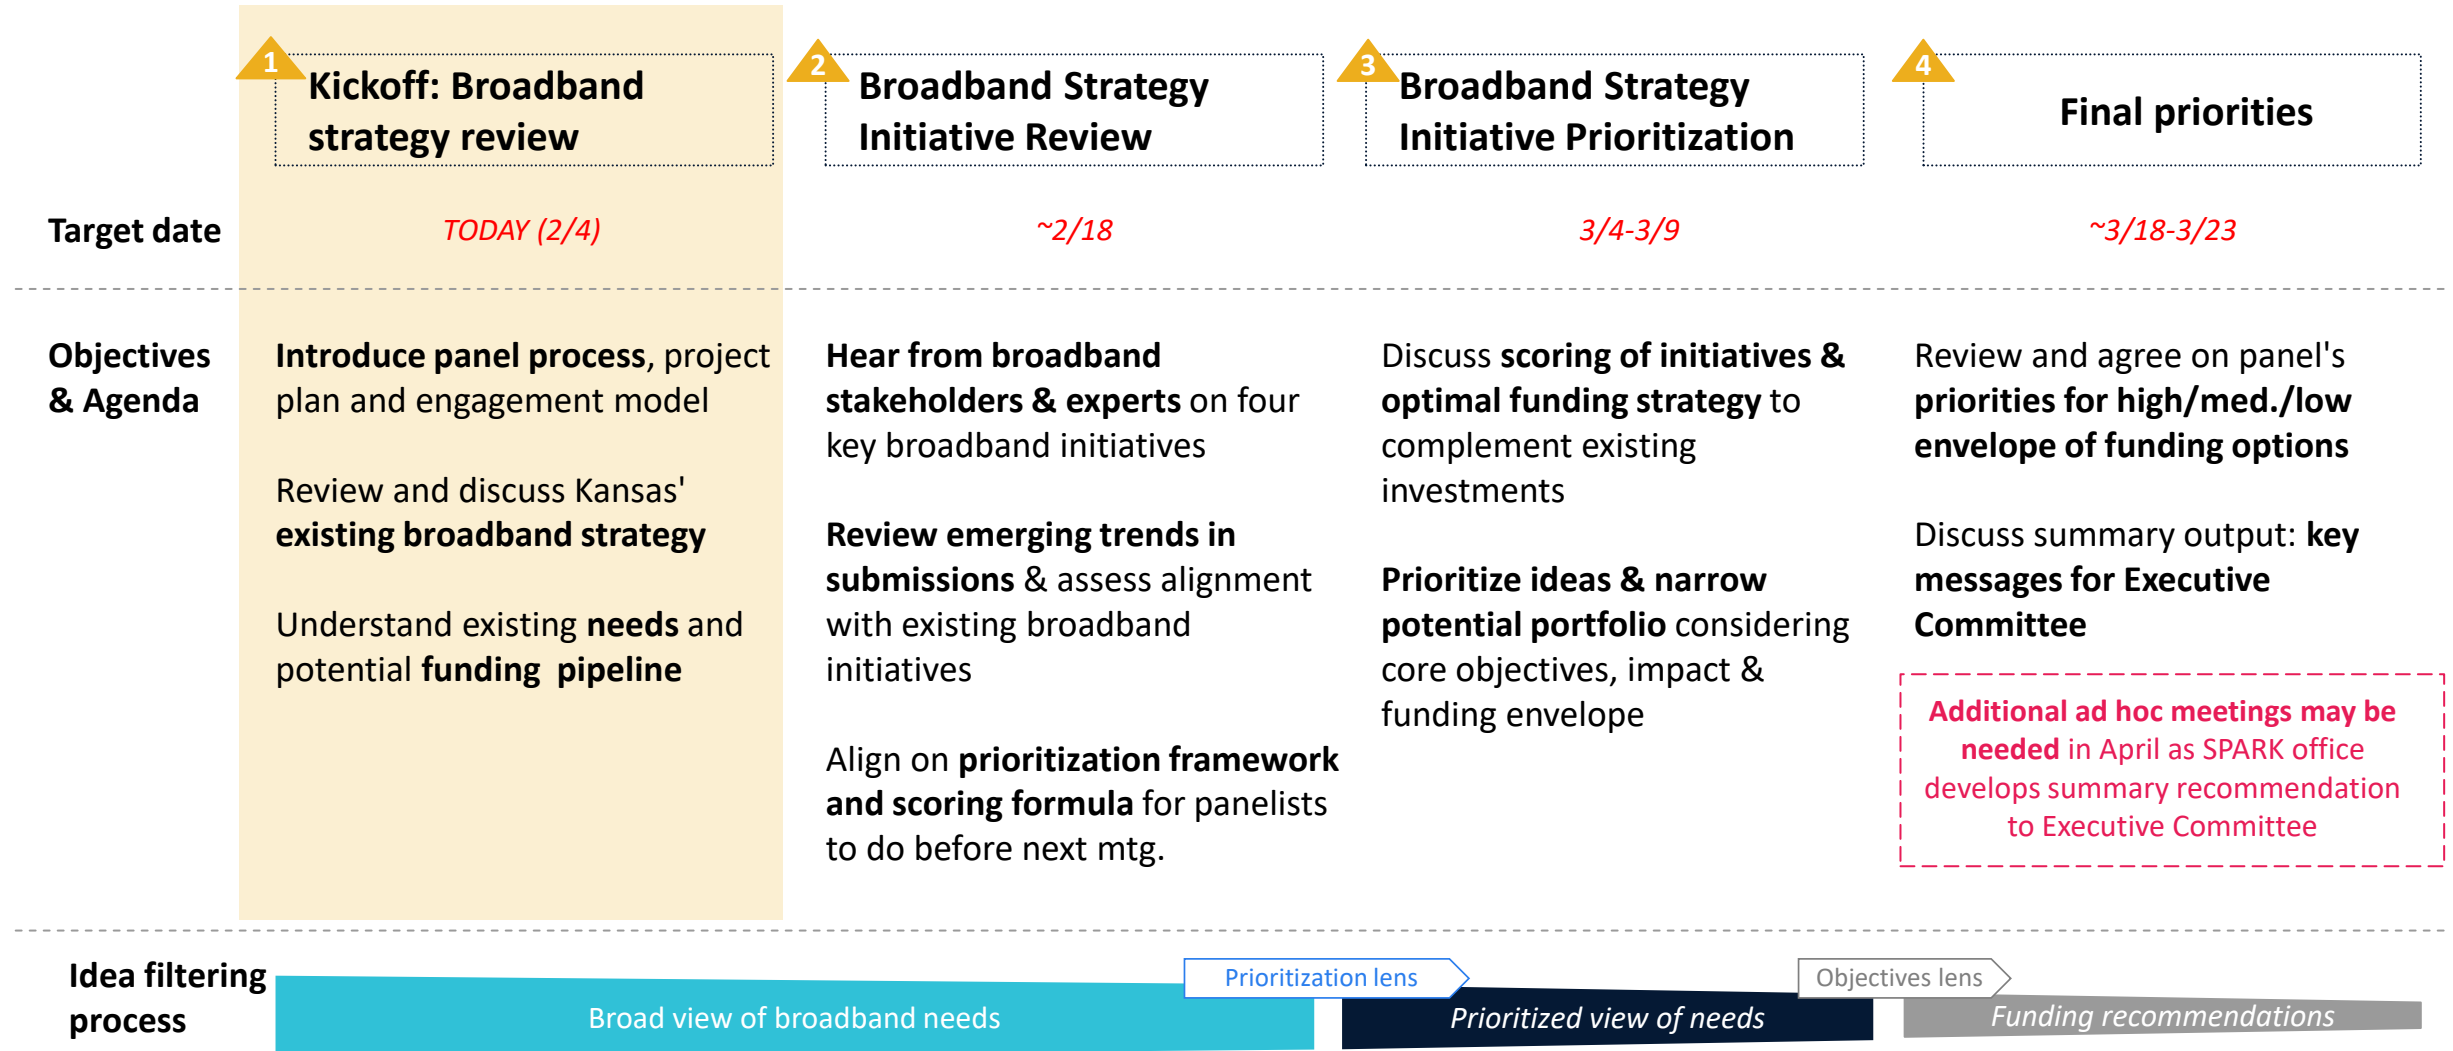 1
Kickoff: Broadband
strategy review
2
Broadband Strategy
Initiative Review
3
Broadband Strategy
Initiative Prioritization
4
Final priorities
Target date
TODAY (2/4)
~2/18
3/4-3/9
~3/18-3/23
Objectives
& Agenda
Introduce panel process, project
plan and engagement model
Review and discuss Kansas'
existing broadband strategy
Understand existing needs and
potential funding pipeline
Hear from broadband
stakeholders & experts on four
key broadband initiatives
Review emerging trends in
submissions & assess alignment
with existing broadband
initiatives
Align on prioritization framework
and scoring formula for panelists
to do before next mtg.
Discuss scoring of initiatives &
optimal funding strategy to
complement existing
investments
Prioritize ideas & narrow
potential portfolio considering
core objectives, impact &
funding envelope
Review and agree on panel's
priorities for high/med./low
envelope of funding options
Discuss summary output: key
messages for Executive
Committee
Additional ad hoc meetings may be
needed in April as SPARK office
develops summary recommendation
to Executive Committee
Idea filtering
process
Broad view of broadband needs
Prioritization lens
Prioritized view of needs
Objectives lens
Funding recommendations